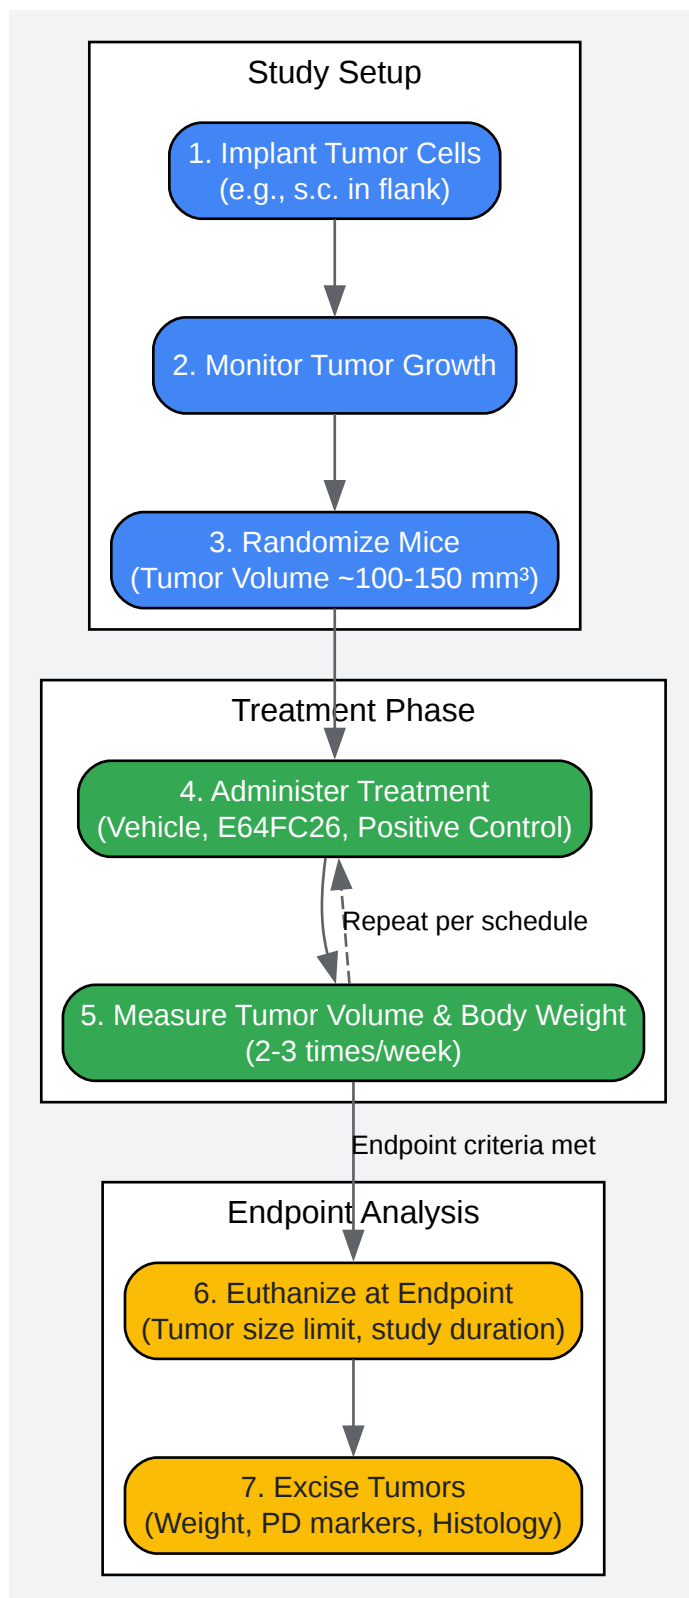 Study Setup
1. Implant Tumor Cells
(e.g., s.c. in flank)
2. Monitor Tumor Growth
3. Randomize Mice
(Tumor Volume ~100-150 mm³)
Treatment Phase
4. Administer Treatment
(Vehicle, E64FC26, Positive Control)
Repeat per schedule
5. Measure Tumor Volume & Body Weight
(2-3 times/week)
Endpoint criteria met
Endpoint Analysis
6. Euthanize at Endpoint
(Tumor size limit, study duration)
7. Excise Tumors
(Weight, PD markers, Histology)